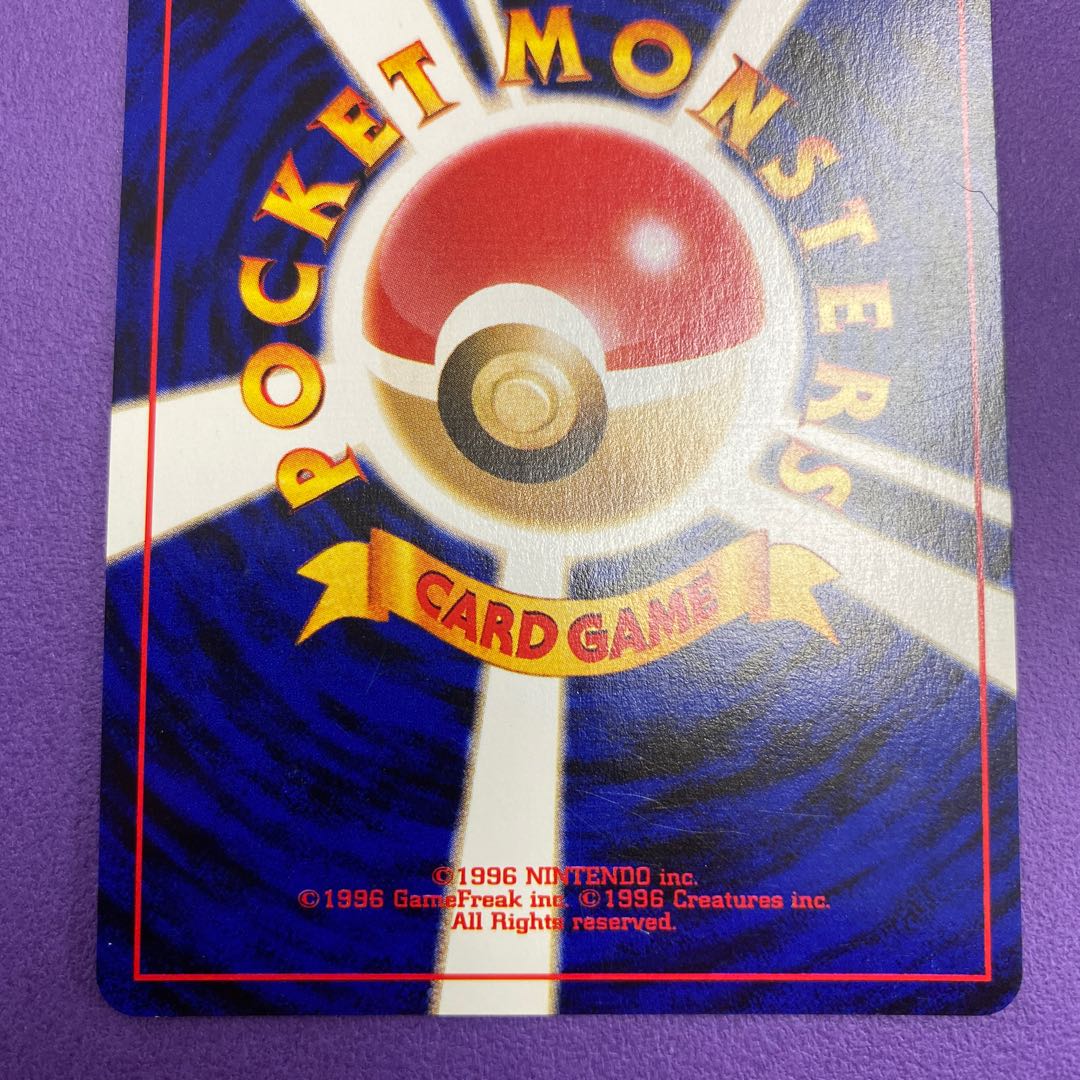 POCKET MONSTERS
CARD GAME
©1996 NINTENDO inc.
©1996 GameFreak inc. ©1996 Creatures inc.
All Rights reserved.